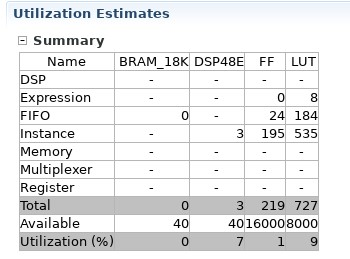 Utilization Estimates
Summary
Name BRAM_18K DSP48E FF LUT
DSP - - - -
Expression - - 0 8
FIFO 0 - 24 184
Instance - 3 195 535
Memory - - - -
Multiplexer - - - -
Register - - - -
Total 0 3 219 727
Available 40 40 16000 8000
Utilization (%) 0 7 1 9